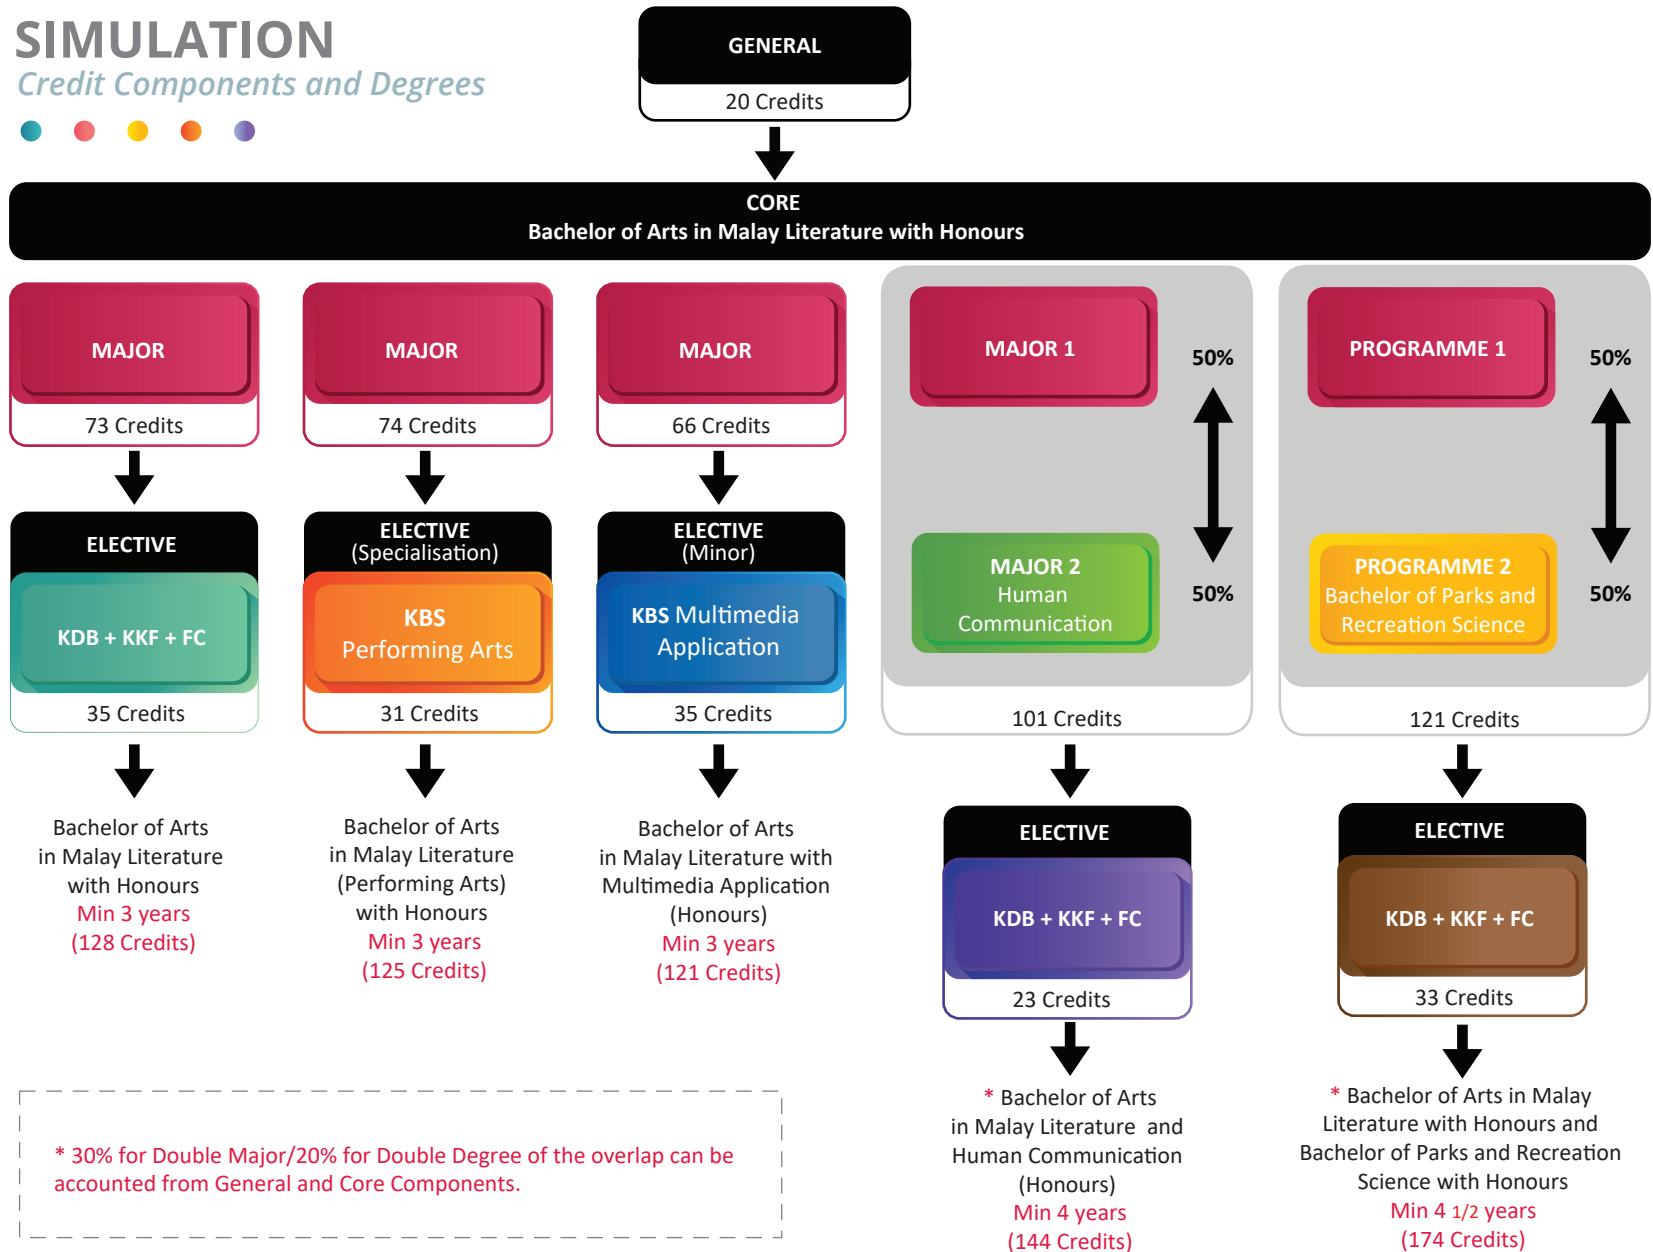 SIMULATION
Credit Components and Degrees
GENERAL
20 Credits
CORE
Bachelor of Arts in Malay Literature with Honours
MAJOR
73 Credits
ELECTIVE
KDB + KKF + FC
35 Credits
Bachelor of Arts
in Malay Literature
with Honours
Min 3 years
(128 Credits)
MAJOR
74 Credits
ELECTIVE
(Specialisation)
KBS
Performing Arts
31 Credits
Bachelor of Arts
in Malay Literature
(Performing Arts)
with Honours
Min 3 years
(125 Credits)
MAJOR
66 Credits
ELECTIVE
(Minor)
KBS Multimedia
Application
35 Credits
Bachelor of Arts
in Malay Literature with
Multimedia Application
(Honours)
Min 3 years
(121 Credits)
MAJOR 1
50%
MAJOR 2
Human
Communication
50%
101 Credits
ELECTIVE
KDB + KKF + FC
23 Credits
* Bachelor of Arts
in Malay Literature and
Human Communication
(Honours)
Min 4 years
(144 Credits)
PROGRAMME 1
50%
PROGRAMME 2
Bachelor of Parks and
Recreation Science
50%
121 Credits
ELECTIVE
KDB + KKF + FC
33 Credits
* Bachelor of Arts in Malay
Literature with Honours and
Bachelor of Parks and Recreation
Science with Honours
Min 4 1/2 years
(174 Credits)
* 30% for Double Major/20% for Double Degree of the overlap can be
accounted from General and Core Components.